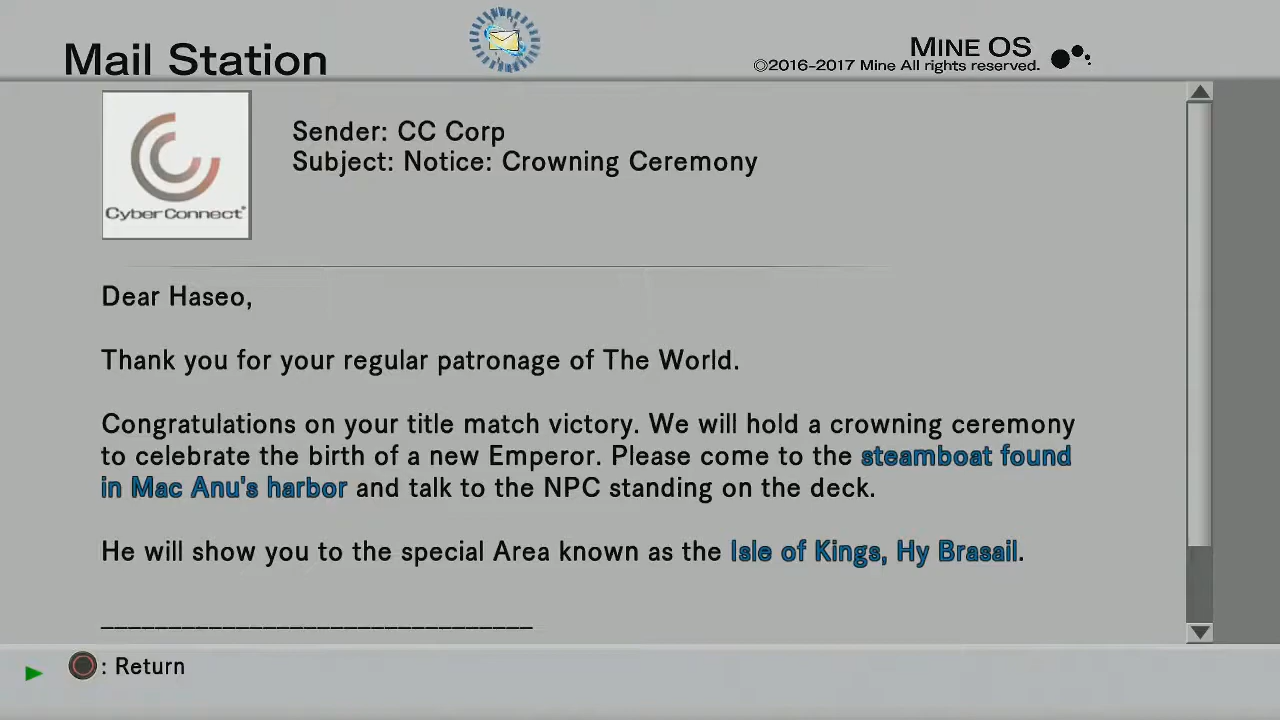 Mail Station
MINE OS
©2016-2017 Mine All rights reserved.
CyberConnect
Sender: CC Corp
Subject: Notice: Crowning Ceremony
Dear Haseo,
Thank you for your regular patronage of The World.
Congratulations on your title match victory. We will hold a crowning ceremony
to celebrate the birth of a new Emperor. Please come to the steamboat found
in Mac Anu's harbor and talk to the NPC standing on the deck.
He will show you to the special Area known as the Isle of Kings, Hy Brasail.
________________________________
: Return